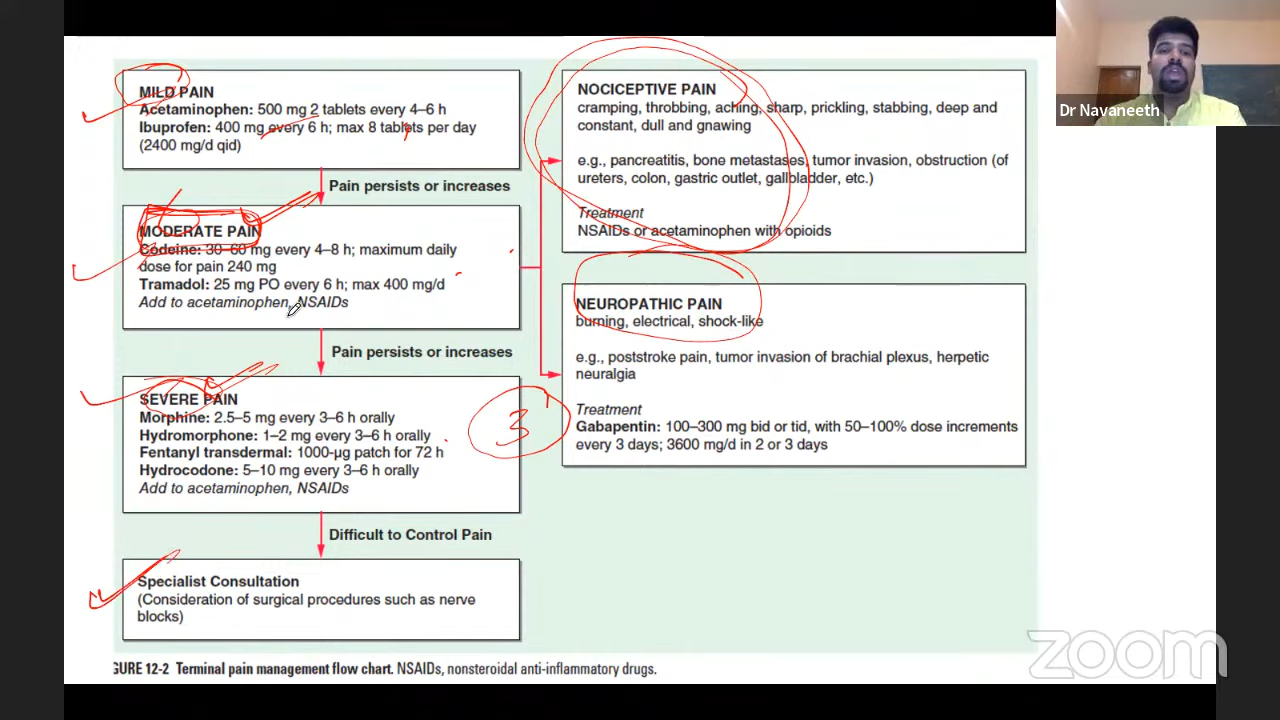 MILD PAIN
Acetaminophen: 500 mg 2 tablets every 4–6 h
Ibuprofen: 400 mg every 6 h; max 8 tablets per day
(2400 mg/d qid)
Pain persists or increases
MODERATE PAIN
Codeine: 30–60 mg every 4–8 h; maximum daily
dose for pain 240 mg
Tramadol: 25 mg PO every 6 h; max 400 mg/d
Add to acetaminophen, NSAIDs
Pain persists or increases
SEVERE PAIN
Morphine: 2.5–5 mg every 3–6 h orally
Hydromorphone: 1–2 mg every 3–6 h orally
Fentanyl transdermal: 1000-µg patch for 72 h
Hydrocodone: 5–10 mg every 3–6 h orally
Add to acetaminophen, NSAIDs
Difficult to Control Pain
Specialist Consultation
(Consideration of surgical procedures such as nerve
blocks)
NOCICEPTIVE PAIN
cramping, throbbing, aching, sharp, prickling, stabbing, deep and
constant, dull and gnawing
e.g., pancreatitis, bone metastases, tumor invasion, obstruction (of
ureters, colon, gastric outlet, gallbladder, etc.)
Treatment
NSAIDs or acetaminophen with opioids
NEUROPATHIC PAIN
burning, electrical, shock-like
e.g., poststroke pain, tumor invasion of brachial plexus, herpetic
neuralgia
Treatment
Gabapentin: 100–300 mg bid or tid, with 50–100% dose increments
every 3 days; 3600 mg/d in 2 or 3 days
3
GURE 12-2 Terminal pain management flow chart. NSAIDs, nonsteroidal anti-inflammatory drugs.
Dr Navaneeth
zoom